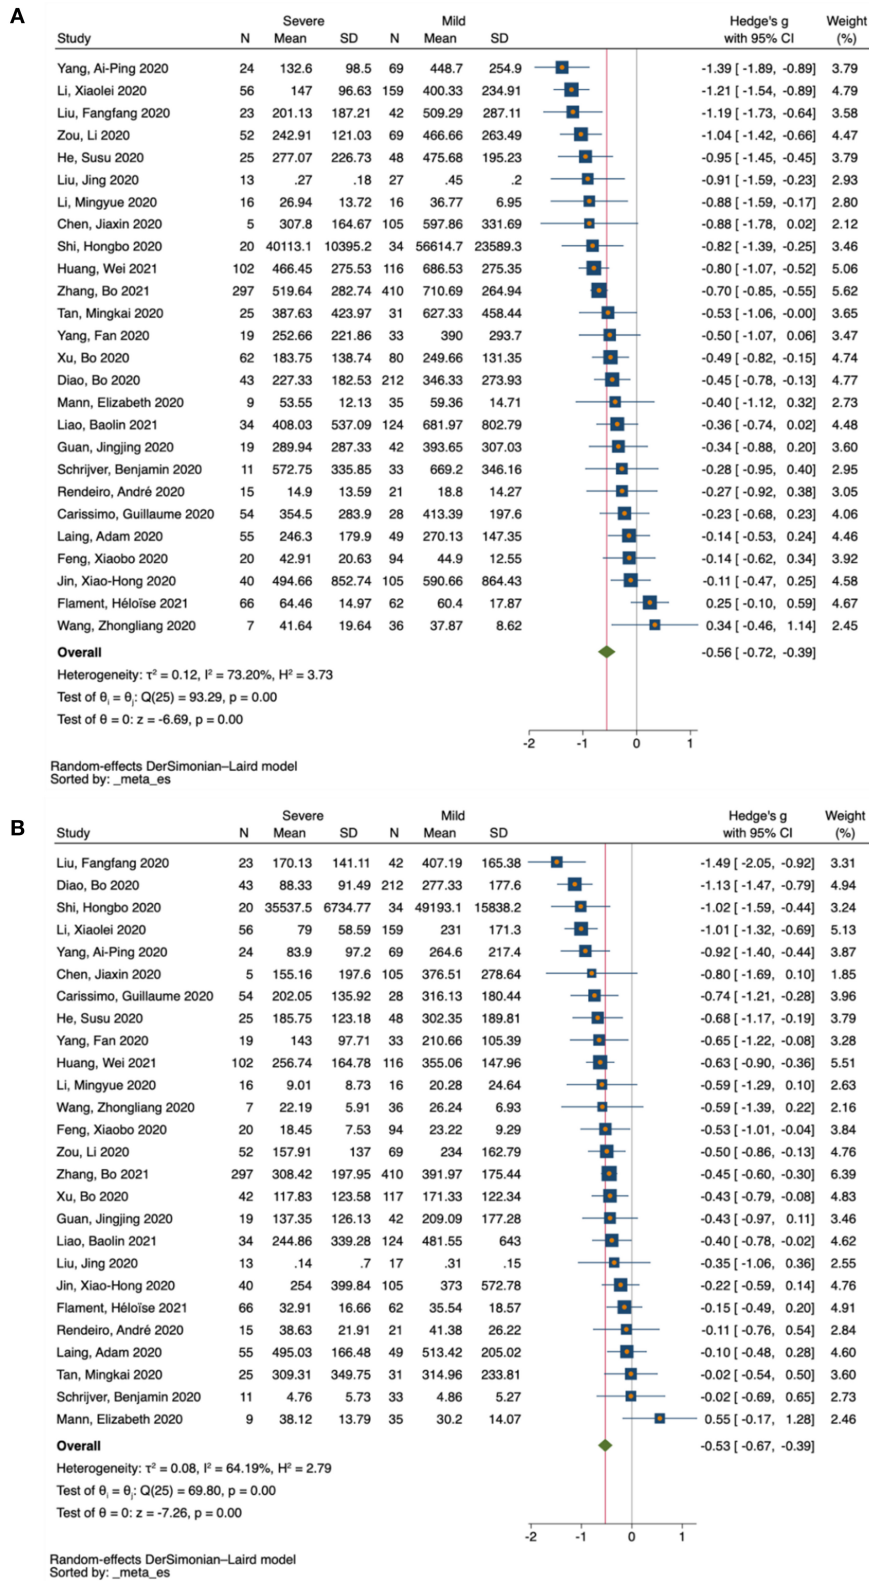 A
Severe Mild Hedge's g Weight
Study N Mean SD N Mean SD with 95% CI (%)
Yang, Ai-Ping 2020 24 132.6 98.5 69 448.7 254.9 -1.39 [ -1.89, -0.89] 3.79
Li, Xiaolei 2020 56 147 96.63 159 400.33 234.91 -1.21 [ -1.54, -0.89] 4.79
Liu, Fangfang 2020 23 201.13 187.21 42 509.29 287.11 -1.19 [ -1.73, -0.64] 3.58
Zou, Li 2020 52 242.91 121.03 69 466.66 263.49 -1.04 [ -1.42, -0.66] 4.47
He, Susu 2020 25 277.07 226.73 48 475.68 195.23 -0.95 [ -1.45, -0.45] 3.79
Liu, Jing 2020 13 .27 .18 27 .45 .2 -0.91 [ -1.59, -0.23] 2.93
Li, Mingyue 2020 16 26.94 13.72 16 36.77 6.95 -0.88 [ -1.59, -0.17] 2.80
Chen, Jiaxin 2020 5 307.8 164.67 105 597.86 331.69 -0.88 [ -1.78, 0.02] 2.12
Shi, Hongbo 2020 20 40113.1 10395.2 34 56614.7 23589.3 -0.82 [ -1.39, -0.25] 3.46
Huang, Wei 2021 102 466.45 275.53 116 686.53 275.35 -0.80 [ -1.07, -0.52] 5.06
Zhang, Bo 2021 297 519.64 282.74 410 710.69 264.94 -0.70 [ -0.85, -0.55] 5.62
Tan, Mingkai 2020 25 387.63 423.97 31 627.33 458.44 -0.53 [ -1.06, -0.00] 3.65
Yang, Fan 2020 19 252.66 221.86 33 390 293.7 -0.50 [ -1.07, 0.06] 3.47
Xu, Bo 2020 62 183.75 138.74 80 249.66 131.35 -0.49 [ -0.82, -0.15] 4.74
Diao, Bo 2020 43 227.33 182.53 212 346.33 273.93 -0.45 [ -0.78, -0.13] 4.77
Mann, Elizabeth 2020 9 53.55 12.13 35 59.36 14.71 -0.40 [ -1.12, 0.32] 2.73
Liao, Baolin 2021 34 408.03 537.09 124 681.97 802.79 -0.36 [ -0.74, 0.02] 4.48
Guan, Jingjing 2020 19 289.94 287.33 42 393.65 307.03 -0.34 [ -0.88, 0.20] 3.60
Schrijver, Benjamin 2020 11 572.75 335.85 33 669.2 346.16 -0.28 [ -0.95, 0.40] 2.95
Rendeiro, André 2020 15 14.9 13.59 21 18.8 14.27 -0.27 [ -0.92, 0.38] 3.05
Carissimo, Guillaume 2020 54 354.5 283.9 28 413.39 197.6 -0.23 [ -0.68, 0.23] 4.06
Laing, Adam 2020 55 246.3 179.9 49 270.13 147.35 -0.14 [ -0.53, 0.24] 4.46
Feng, Xiaobo 2020 20 42.91 20.63 94 44.9 12.55 -0.14 [ -0.62, 0.34] 3.92
Jin, Xiao-Hong 2020 40 494.66 852.74 105 590.66 864.43 -0.11 [ -0.47, 0.25] 4.58
Flament, Héloïse 2021 66 64.46 14.97 62 60.4 17.87 0.25 [ -0.10, 0.59] 4.67
Wang, Zhongliang 2020 7 41.64 19.64 36 37.87 8.62 0.34 [ -0.46, 1.14] 2.45
Overall -0.56 [ -0.72, -0.39]
Heterogeneity: τ² = 0.12, I² = 73.20%, H² = 3.73
Test of θᵢ = θⱼ: Q(25) = 93.29, p = 0.00
Test of θ = 0: z = -6.69, p = 0.00
-2 -1 0 1
Random-effects DerSimonian–Laird model
Sorted by: _meta_es
B
Severe Mild Hedge's g Weight
Study N Mean SD N Mean SD with 95% CI (%)
Liu, Fangfang 2020 23 170.13 141.11 42 407.19 165.38 -1.49 [ -2.05, -0.92] 3.31
Diao, Bo 2020 43 88.33 91.49 212 277.33 177.6 -1.13 [ -1.47, -0.79] 4.94
Shi, Hongbo 2020 20 35537.5 6734.77 34 49193.1 15838.2 -1.02 [ -1.59, -0.44] 3.24
Li, Xiaolei 2020 56 79 58.59 159 231 171.3 -1.01 [ -1.32, -0.69] 5.13
Yang, Ai-Ping 2020 24 83.9 97.2 69 264.6 217.4 -0.92 [ -1.40, -0.44] 3.87
Chen, Jiaxin 2020 5 155.16 197.6 105 376.51 278.64 -0.80 [ -1.69, 0.10] 1.85
Carissimo, Guillaume 2020 54 202.05 135.92 28 316.13 180.44 -0.74 [ -1.21, -0.28] 3.96
He, Susu 2020 25 185.75 123.18 48 302.35 189.81 -0.68 [ -1.17, -0.19] 3.79
Yang, Fan 2020 19 143 97.71 33 210.66 105.39 -0.65 [ -1.22, -0.08] 3.28
Huang, Wei 2021 102 256.74 164.78 116 355.06 147.96 -0.63 [ -0.90, -0.36] 5.51
Li, Mingyue 2020 16 9.01 8.73 16 20.28 24.64 -0.59 [ -1.29, 0.10] 2.63
Wang, Zhongliang 2020 7 22.19 5.91 36 26.24 6.93 -0.59 [ -1.39, 0.22] 2.16
Feng, Xiaobo 2020 20 18.45 7.53 94 23.22 9.29 -0.53 [ -1.01, -0.04] 3.84
Zou, Li 2020 52 157.91 137 69 234 162.79 -0.50 [ -0.86, -0.13] 4.76
Zhang, Bo 2021 297 308.42 197.95 410 391.97 175.44 -0.45 [ -0.60, -0.30] 6.39
Xu, Bo 2020 42 117.83 123.58 117 171.33 122.34 -0.43 [ -0.79, -0.08] 4.83
Guan, Jingjing 2020 19 137.35 126.13 42 209.09 177.28 -0.43 [ -0.97, 0.11] 3.46
Liao, Baolin 2021 34 244.86 339.28 124 481.55 643 -0.40 [ -0.78, -0.02] 4.62
Liu, Jing 2020 13 .14 .7 17 .31 .15 -0.35 [ -1.06, 0.36] 2.55
Jin, Xiao-Hong 2020 40 254 399.84 105 373 572.78 -0.22 [ -0.59, 0.14] 4.76
Flament, Héloïse 2021 66 32.91 16.66 62 35.54 18.57 -0.15 [ -0.49, 0.20] 4.91
Rendeiro, André 2020 15 38.63 21.91 21 41.38 26.22 -0.11 [ -0.76, 0.54] 2.84
Laing, Adam 2020 55 495.03 166.48 49 513.42 205.02 -0.10 [ -0.48, 0.28] 4.60
Tan, Mingkai 2020 25 309.31 349.75 31 314.96 233.81 -0.02 [ -0.54, 0.50] 3.60
Schrijver, Benjamin 2020 11 4.76 5.73 33 4.86 5.27 -0.02 [ -0.69, 0.65] 2.73
Mann, Elizabeth 2020 9 38.12 13.79 35 30.2 14.07 0.55 [ -0.17, 1.28] 2.46
Overall -0.53 [ -0.67, -0.39]
Heterogeneity: τ² = 0.08, I² = 64.19%, H² = 2.79
Test of θᵢ = θⱼ: Q(25) = 69.80, p = 0.00
Test of θ = 0: z = -7.26, p = 0.00
-2 -1 0 1
Random-effects DerSimonian–Laird model
Sorted by: _meta_es